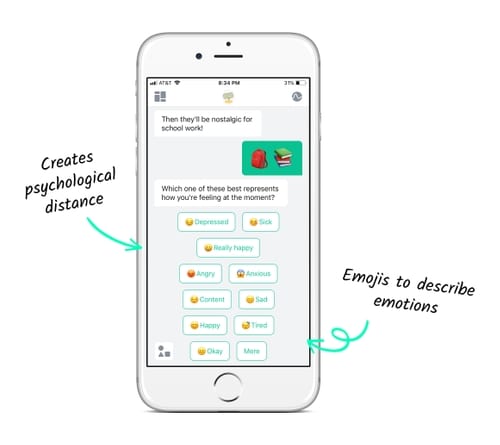 AT&T
8:34 PM
31%
Then they'll be nostalgic for
school work!
Which one of these best represents
how you're feeling at the moment?
Depressed
Sick
Really happy
Angry
Anxious
Content
Sad
Happy
Tired
Okay
More
Creates
psychological
distance
Emojis to describe
emotions